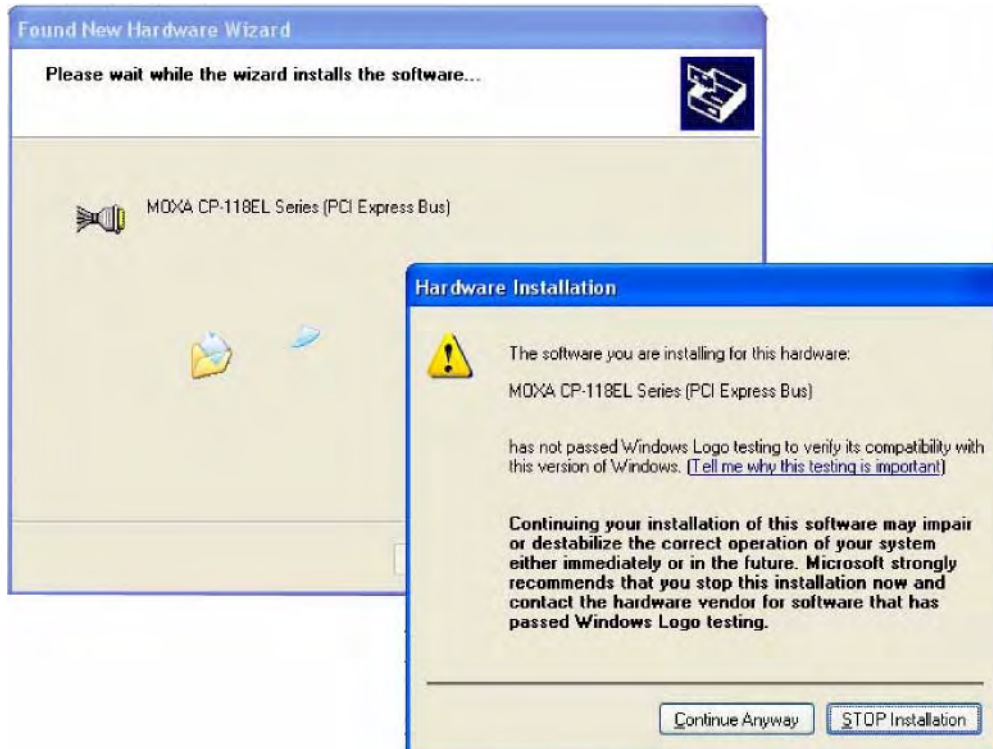 Found New Hardware Wizard
Please wait while the wizard installs the software...
MOXA CP-118EL Series (PCI Express Bus)
Hardware Installation
The software you are installing for this hardware:
MOXA CP-118EL Series (PCI Express Bus)
has not passed Windows Logo testing to verify its compatibility with
this version of Windows. (Tell me why this testing is important)
Continuing your installation of this software may impair
or destabilize the correct operation of your system
either immediately or in the future. Microsoft strongly
recommends that you stop this installation now and
contact the hardware vendor for software that has
passed Windows Logo testing.
Continue Anyway
STOP Installation